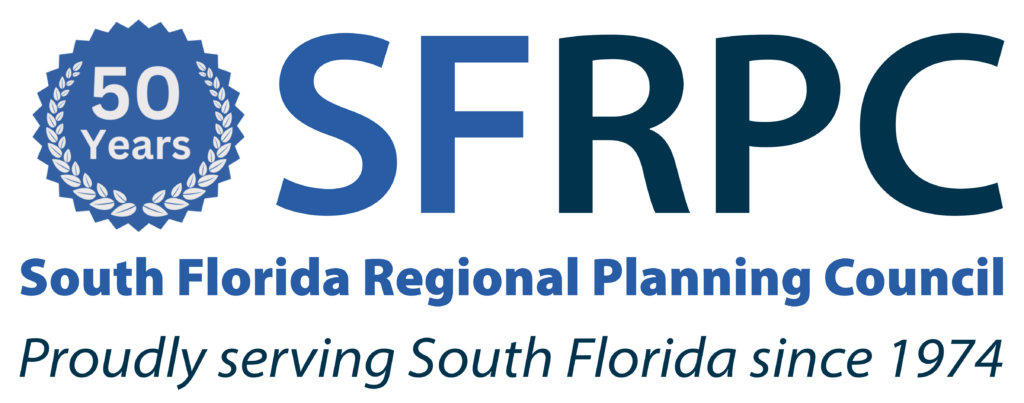 50
Years
SFRPC
South Florida Regional Planning Council
Proudly serving South Florida since 1974